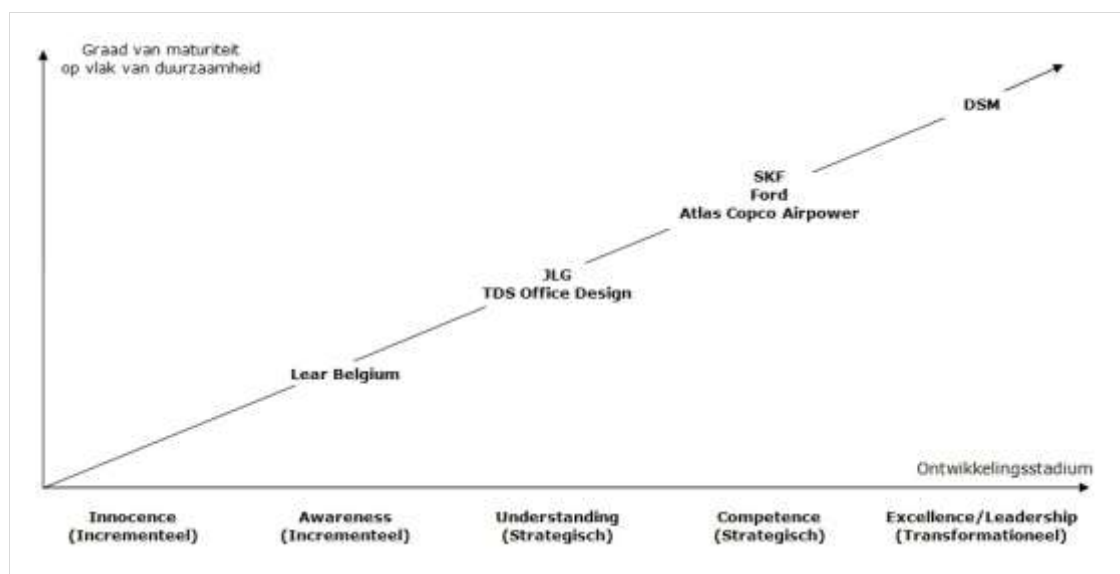 Graad van maturiteit
op vlak van duurzaamheid
DSM
SKF
Ford
Atlas Copco Airpower
JLG
TDS Office Design
Lear Belgium
Ontwikkelingsstadium
Innocence
(Incrementeel)
Awareness
(Incrementeel)
Understanding
(Strategisch)
Competence
(Strategisch)
Excellence/Leadership
(Transformationeel)